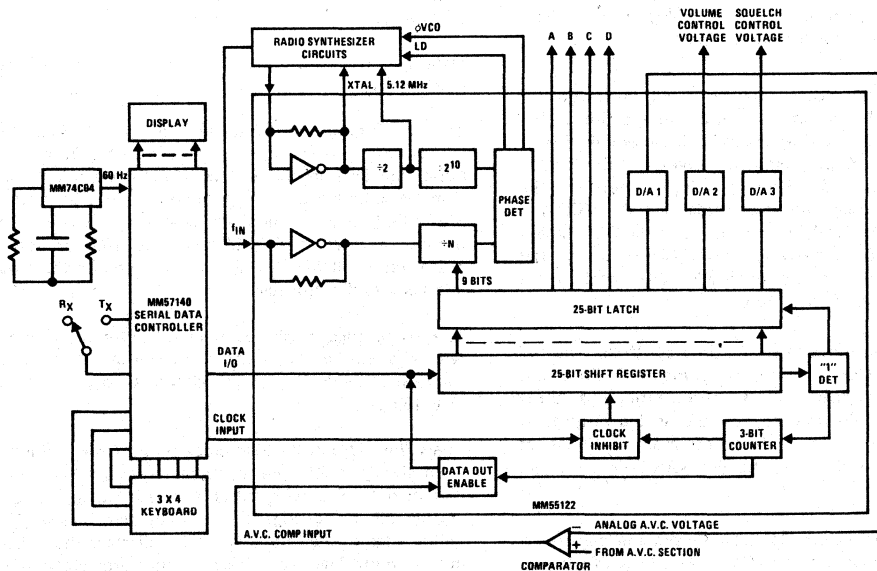 VOLUME
CONTROL
VOLTAGE
SQUELCH
CONTROL
VOLTAGE
RADIO SYNTHESIZER
CIRCUITS
ϕVCO
LD
A
B
C
D
XTAL
5.12 MHz
DISPLAY
MM74C04
60 Hz
÷2
÷2¹⁰
PHASE
DET
D/A 1
D/A 2
D/A 3
fIN
÷N
9 BITS
MM57140
SERIAL DATA
CONTROLLER
RX
TX
25-BIT LATCH
DATA
I/O
25-BIT SHIFT REGISTER
"1"
DET
CLOCK
INPUT
CLOCK
INHIBIT
3-BIT
COUNTER
DATA OUT
ENABLE
3 X 4
KEYBOARD
MM55122
A.V.C. COMP INPUT
ANALOG A.V.C. VOLTAGE
−
+
FROM A.V.C. SECTION
COMPARATOR